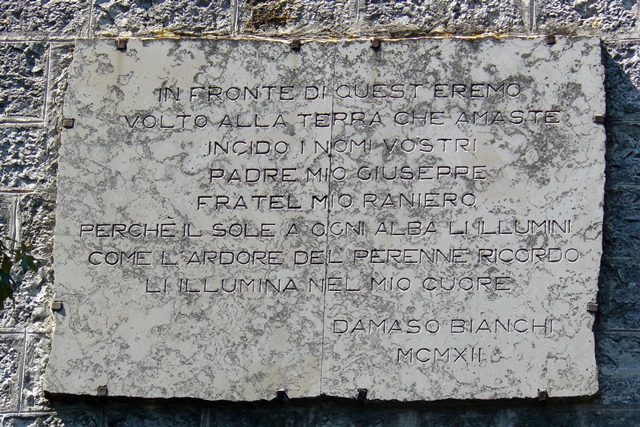 IN FRONTE DI QUEST EREMO
VOLTO ALLA TERRA CHE AMASTE
INCIDO I NOMI VOSTRI
PADRE MIO GIUSEPPE
FRATEL MIO RANIERO
PERCHÈ IL SOLE A OGNI ALBA LI ILLUMINI
COME L'ARDORE DEL PERENNE RICORDO
LI ILLUMINA NEL MIO CUORE
DAMASO BIANCHI
MCMXII